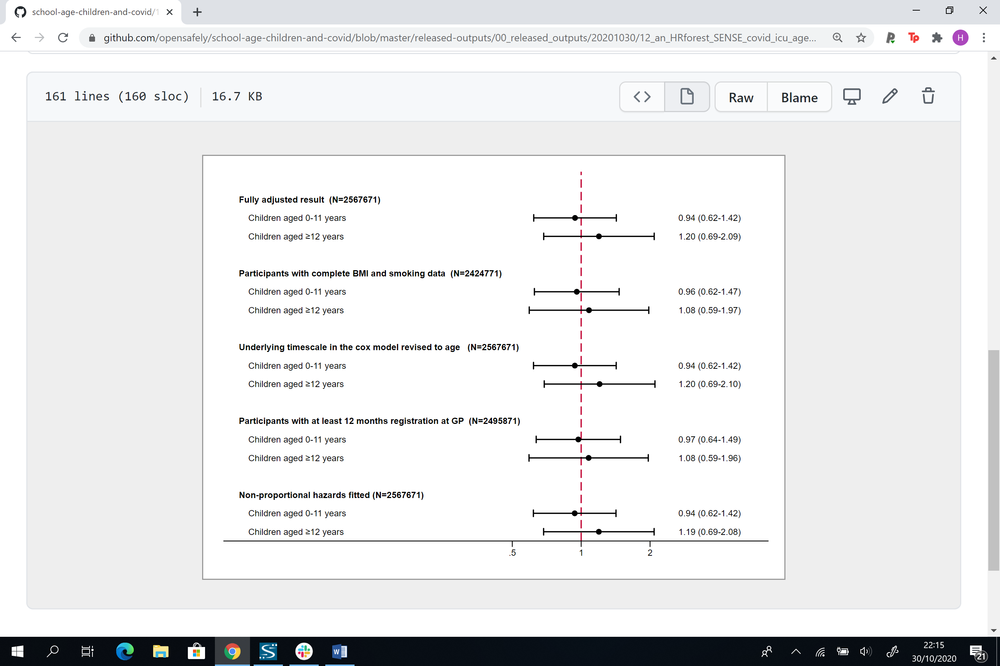 school-age-children-and-covid/1
github.com/opensafely/school-age-children-and-covid/blob/master/released-outputs/00_released_outputs/20201030/12_an_HRforest_SENSE_covid_icu_age...
Tp
H
161 lines (160 sloc) 16.7 KB
Raw Blame
Fully adjusted result (N=2567671)
Children aged 0-11 years 0.94 (0.62-1.42)
Children aged ≥12 years 1.20 (0.69-2.09)
Participants with complete BMI and smoking data (N=2424771)
Children aged 0-11 years 0.96 (0.62-1.47)
Children aged ≥12 years 1.08 (0.59-1.97)
Underlying timescale in the cox model revised to age (N=2567671)
Children aged 0-11 years 0.94 (0.62-1.42)
Children aged ≥12 years 1.20 (0.69-2.10)
Participants with at least 12 months registration at GP (N=2495871)
Children aged 0-11 years 0.97 (0.64-1.49)
Children aged ≥12 years 1.08 (0.59-1.96)
Non-proportional hazards fitted (N=2567671)
Children aged 0-11 years 0.94 (0.62-1.42)
Children aged ≥12 years 1.19 (0.69-2.08)
.5 1 2
22:15
30/10/2020
21